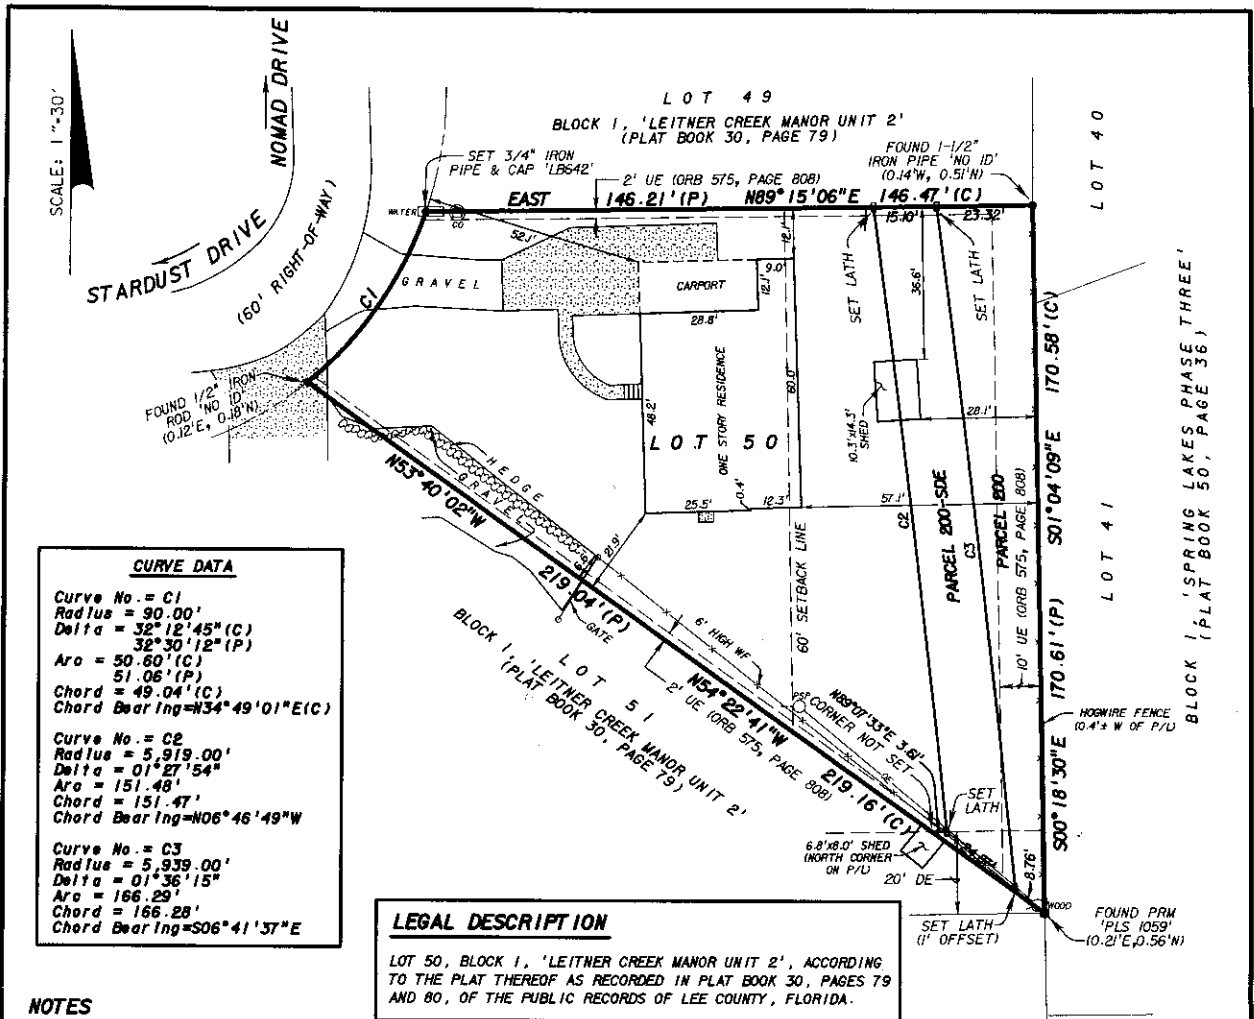 SCALE: 1"=30'
NOMAD DRIVE
STARDUST DRIVE
(60' RIGHT-OF-WAY)
LOT 49
BLOCK 1, 'LEITNER CREEK MANOR UNIT 2'
(PLAT BOOK 30, PAGE 79)
SET 3/4" IRON
PIPE & CAP 'LB642'
FOUND 1-1/2"
IRON PIPE 'NO ID'
(0.14'W, 0.51'N)
2' UE (ORB 575, PAGE 808)
EAST 146.21'(P) N89°15'06"E 146.47'(C)
WATER
CO
15.10'
23.32'
52.1'
12.1'
9.0'
12.1'
SET LATH
SET LATH
36.6'
LOT 40
GRAVEL
CARPORT
28.8'
C1
FOUND 1/2" IRON
ROD 'NO ID'
(0.12'E, 0.18'N)
48.2'
ONE STORY RESIDENCE
60.0'
LOT 50
10.3'x14.3'
SHED
28.1'
57.1'
25.5'
0.4'
12.3'
21.9'
HEDGE
GRAVEL
N53°40'02"W
219.04'(P)
GATE
6' HIGH WF
60' SETBACK LINE
C2
PARCEL 200-SDE
C3
PARCEL 200
10' UE (ORB 575, PAGE 808)
S01°04'09"E 170.58'(C)
S00°18'30"E 170.61'(P)
LOT 41
BLOCK 1, 'SPRING LAKES PHASE THREE'
(PLAT BOOK 50, PAGE 36)
HOGWIRE FENCE
(0.4'± W OF P/L)
LOT 51
BLOCK 1, 'LEITNER CREEK MANOR UNIT 2'
(PLAT BOOK 30, PAGE 79)
2' UE (ORB 575, PAGE 808)
N54°22'41"W
219.16'(C)
N89°07'33"E 3.61'
CORNER NOT SET
OE
SET
LATH
6.8'x8.0' SHED
(NORTH CORNER
ON P/L)
20' DE
8.76'
WOOD
SET LATH
(1' OFFSET)
FOUND PRM
'PLS 1059'
(0.21'E, 0.56'N)
CURVE DATA
Curve No. = C1
Radius = 90.00'
Delta = 32°12'45"(C)
32°30'12"(P)
Arc = 50.60'(C)
51.06'(P)
Chord = 49.04'(C)
Chord Bearing=N34°49'01"E(C)
Curve No. = C2
Radius = 5,919.00'
Delta = 01°27'54"
Arc = 151.48'
Chord = 151.47'
Chord Bearing=N06°46'49"W
Curve No. = C3
Radius = 5,939.00'
Delta = 01°36'15"
Arc = 166.29'
Chord = 166.28'
Chord Bearing=S06°41'37"E
LEGAL DESCRIPTION
LOT 50, BLOCK 1, 'LEITNER CREEK MANOR UNIT 2', ACCORDING
TO THE PLAT THEREOF AS RECORDED IN PLAT BOOK 30, PAGES 79
AND 80, OF THE PUBLIC RECORDS OF LEE COUNTY, FLORIDA.
NOTES